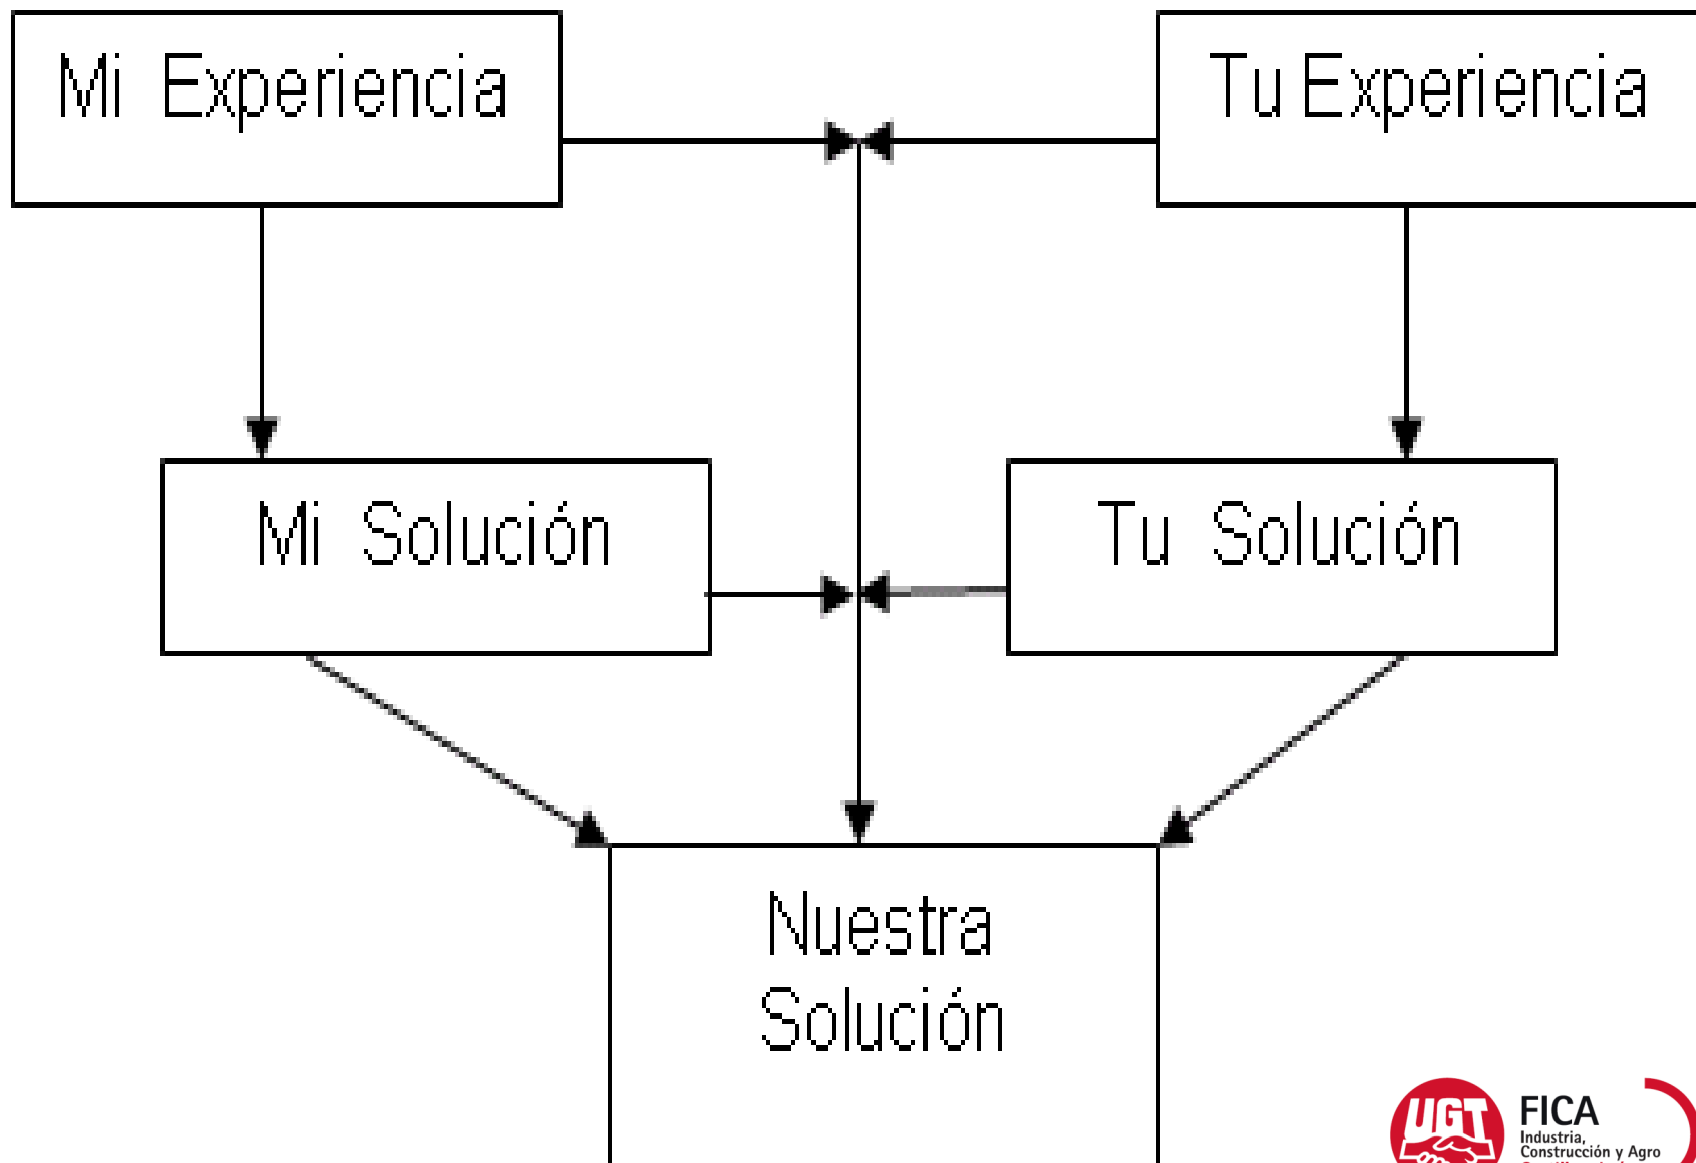 Mi Experiencia
Tu Experiencia
Mi Solución
Tu Solución
Nuestra
Solución
UGT
FICA
Industria,
Construcción y Agro